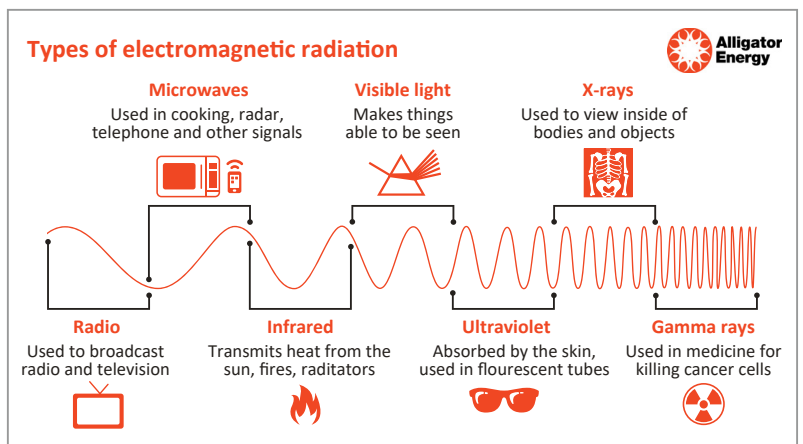 Types of electromagnetic radiation
Alligator
Energy
Microwaves
Used in cooking, radar,
telephone and other signals
Visible light
Makes things
able to be seen
X-rays
Used to view inside of
bodies and objects
Radio
Used to broadcast
radio and television
Infrared
Transmits heat from the
sun, fires, raditators
Ultraviolet
Absorbed by the skin,
used in flourescent tubes
Gamma rays
Used in medicine for
killing cancer cells